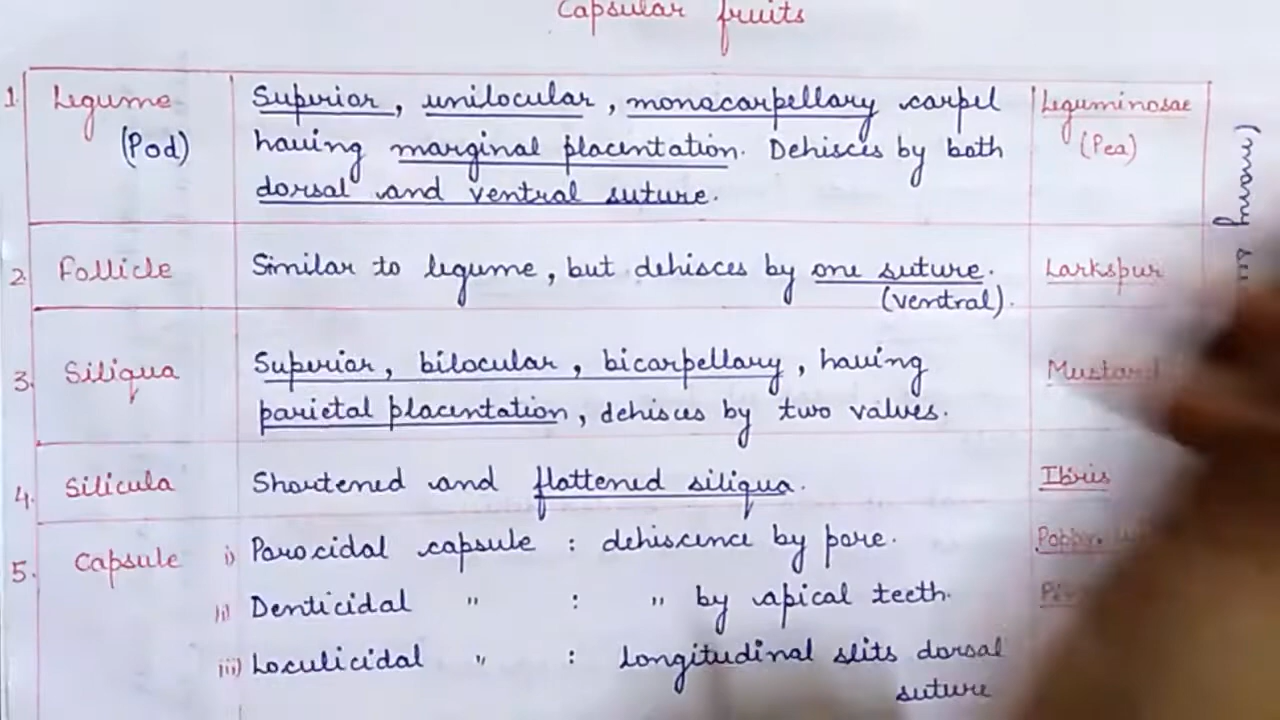 Capsular fruits
1. Legume (Pod)
Superior, unilocular, monocarpellary carpel
having marginal placentation. Dehisces by both
dorsal and ventral suture.
Leguminosae
(Pea)
(many
2. Follicle
Similar to legume, but dehisces by one suture.
(ventral).
Larkspur
3. Siliqua
Superior, bilocular, bicarpellary, having
parietal placentation, dehisces by two valves.
Mustard
4. Silicula
Shortened and flattened siliqua.
Ibris
5. Capsule
i) Porocidal capsule : dehiscence by pore.
ii) Denticidal " : " by apical teeth.
iii) Loculicidal " : Longitudinal slits dorsal
suture